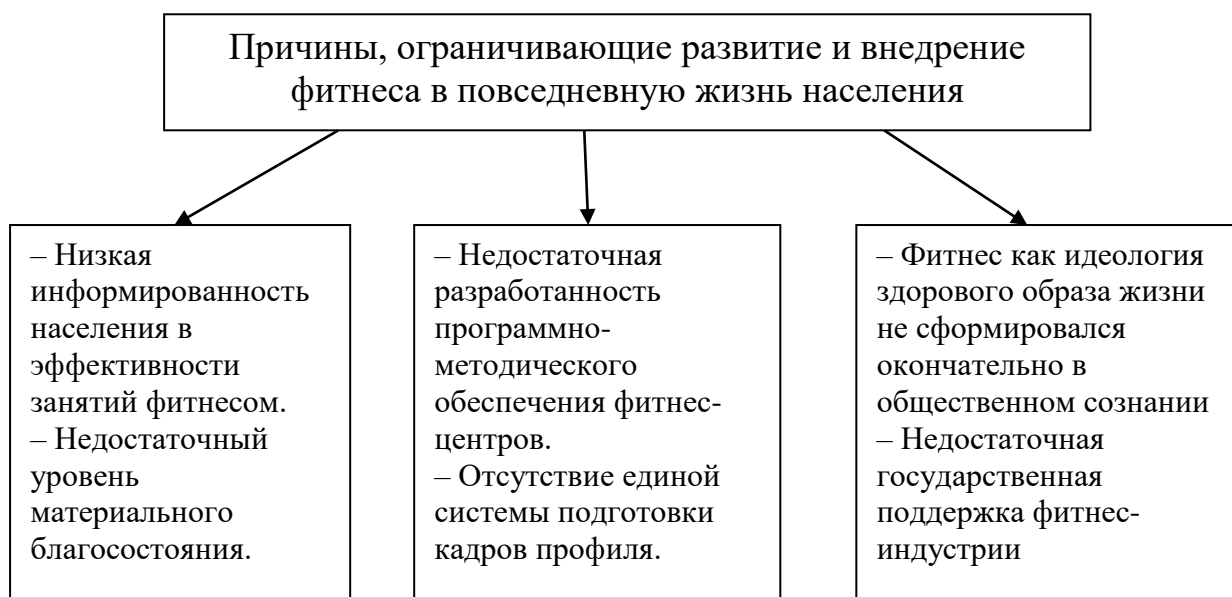 Причины, ограничивающие развитие и внедрение
фитнеса в повседневную жизнь населения
– Низкая
информированность
населения в
эффективности
занятий фитнесом.
– Недостаточный
уровень
материального
благосостояния.
– Недостаточная
разработанность
программно-
методического
обеспечения фитнес-
центров.
– Отсутствие единой
системы подготовки
кадров профиля.
– Фитнес как идеология
здорового образа жизни
не сформировался
окончательно в
общественном сознании
– Недостаточная
государственная
поддержка фитнес-
индустрии